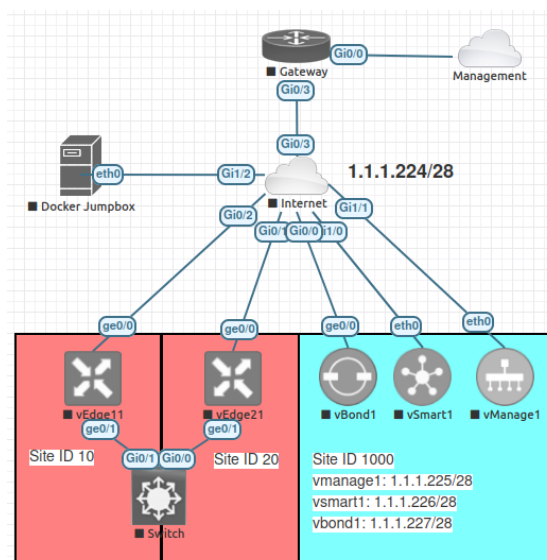 Gi0/0
Gateway
Management
Gi0/3
Gi0/3
1.1.1.224/28
eth0
Gi1/2
Docker Jumpbox
Internet
Gi0/2
Gi1/1
Gi0/1
Gi0/0
Gi1/0
ge0/0
ge0/0
ge0/0
eth0
eth0
vEdge11
vEdge21
vBond1
vSmart1
vManage1
ge0/1
ge0/1
Site ID 10
Gi0/1
Gi0/0
Site ID 20
Site ID 1000
vmanage1: 1.1.1.225/28
vsmart1: 1.1.1.226/28
vbond1: 1.1.1.227/28
Switch